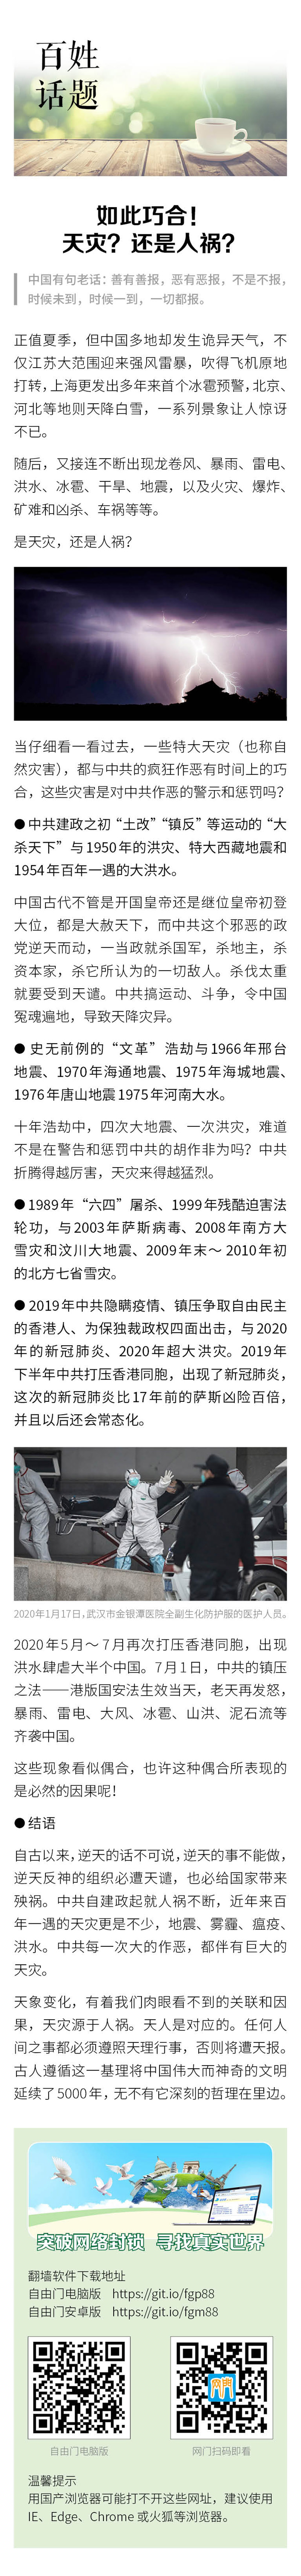 百姓
话题
如此巧合！
天灾？还是人祸？
中国有句老话：善有善报，恶有恶报，不是不报，
时候未到，时候一到，一切都报。
正值夏季，但中国多地却发生诡异天气，不
仅江苏大范围迎来强风雷暴，吹得飞机原地
打转，上海更发出多年来首个冰雹预警，北京、
河北等地则天降白雪，一系列景象让人惊讶
不已。
随后，又接连不断出现龙卷风、暴雨、雷电、
洪水、冰雹、干旱、地震，以及火灾、爆炸、
矿难和凶杀、车祸等等。
是天灾，还是人祸？
当仔细看一看过去，一些特大天灾（也称自
然灾害），都与中共的疯狂作恶有时间上的巧
合，这些灾害是对中共作恶的警示和惩罚吗？
●中共建政之初“土改”“镇反”等运动的“大
杀天下”与1950年的洪灾、特大西藏地震和
1954年百年一遇的大洪水。
中国古代不管是开国皇帝还是继位皇帝初登
大位，都是大赦天下，而中共这个邪恶的政
党逆天而动，一当政就杀国军，杀地主，杀
资本家，杀它所认为的一切敌人。杀伐太重
就要受到天谴。中共搞运动、斗争，令中国
冤魂遍地，导致天降灾异。
● 史无前例的“文革”浩劫与1966年邢台
地震、1970年海通地震、1975年海城地震、
1976年唐山地震1975年河南大水。
十年浩劫中，四次大地震、一次洪灾，难道
不是在警告和惩罚中共的胡作非为吗？中共
折腾得越厉害，天灾来得越猛烈。
●1989年“六四”屠杀、1999年残酷迫害法
轮功，与2003年萨斯病毒、2008年南方大
雪灾和汶川大地震、2009年末～2010年初
的北方七省雪灾。
●2019年中共隐瞒疫情、镇压争取自由民主
的香港人、为保独裁政权四面出击，与2020
年的新冠肺炎、2020年超大洪灾。2019年
下半年中共打压香港同胞，出现了新冠肺炎，
这次的新冠肺炎比17年前的萨斯凶险百倍，
并且以后还会常态化。
2020年1月17日，武汉市金银潭医院全副生化防护服的医护人员。
2020年5月～7月再次打压香港同胞，出现
洪水肆虐大半个中国。7月1日，中共的镇压
之法——港版国安法生效当天，老天再发怒，
暴雨、雷电、大风、冰雹、山洪、泥石流等
齐袭中国。
这些现象看似偶合，也许这种偶合所表现的
是必然的因果呢！
●结语
自古以来，逆天的话不可说，逆天的事不能做，
逆天反神的组织必遭天谴，也必给国家带来
殃祸。中共自建政起就人祸不断，近年来百
年一遇的天灾更是不少，地震、雾霾、瘟疫、
洪水。中共每一次大的作恶，都伴有巨大的
天灾。
天象变化，有着我们肉眼看不到的关联和因
果，天灾源于人祸。天人是对应的。任何人
间之事都必须遵照天理行事，否则将遭天报。
古人遵循这一基理将中国伟大而神奇的文明
延续了5000年，无不有它深刻的哲理在里边。
突破网络封锁 寻找真实世界
翻墙软件下载地址
自由门电脑版 https://git.io/fgp88
自由门安卓版 https://git.io/fgm88
自由门电脑版
网门扫码即看
温馨提示
用国产浏览器可能打不开这些网址，建议使用
IE、Edge、Chrome 或火狐等浏览器。